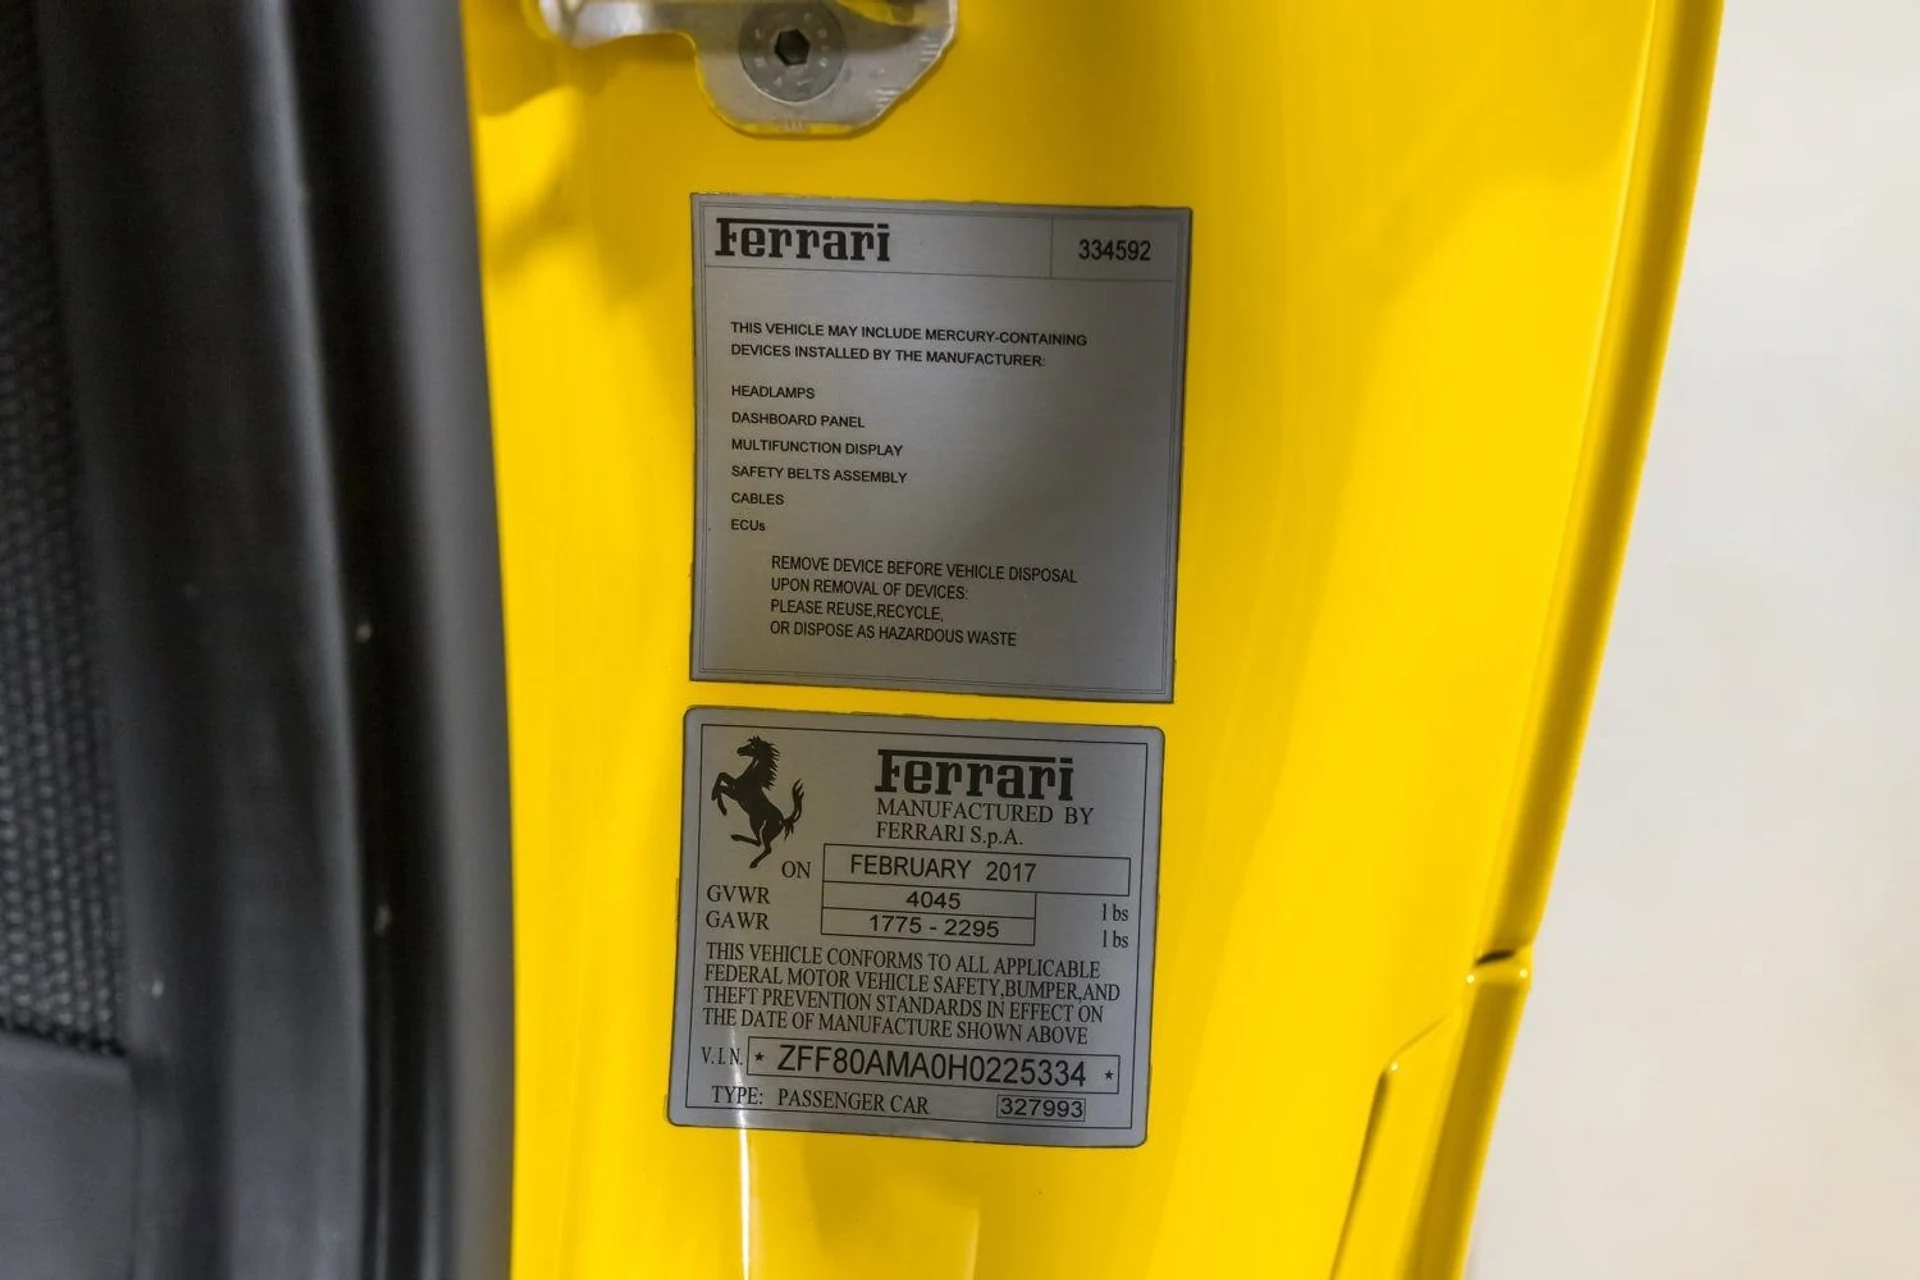 Ferrari 334592
THIS VEHICLE MAY INCLUDE MERCURY-CONTAINING
DEVICES INSTALLED BY THE MANUFACTURER:
HEADLAMPS
DASHBOARD PANEL
MULTIFUNCTION DISPLAY
SAFETY BELTS ASSEMBLY
CABLES
ECUs
REMOVE DEVICE BEFORE VEHICLE DISPOSAL
UPON REMOVAL OF DEVICES:
PLEASE REUSE,RECYCLE,
OR DISPOSE AS HAZARDOUS WASTE
Ferrari
MANUFACTURED BY
FERRARI S.p.A.
ON FEBRUARY 2017
GVWR 4045 lbs
GAWR 1775 - 2295 lbs
THIS VEHICLE CONFORMS TO ALL APPLICABLE
FEDERAL MOTOR VEHICLE SAFETY,BUMPER,AND
THEFT PREVENTION STANDARDS IN EFFECT ON
THE DATE OF MANUFACTURE SHOWN ABOVE
V.I.N. * ZFF80AMA0H0225334 *
TYPE: PASSENGER CAR 327993